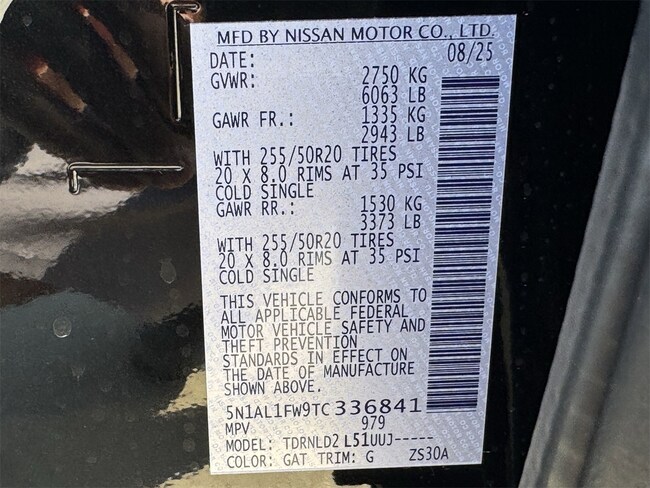 MFD BY NISSAN MOTOR CO., LTD.
DATE: 08/25
GVWR: 2750 KG
6063 LB
GAWR FR.: 1335 KG
2943 LB
WITH 255/50R20 TIRES
20 X 8.0 RIMS AT 35 PSI
COLD SINGLE
GAWR RR.: 1530 KG
3373 LB
WITH 255/50R20 TIRES
20 X 8.0 RIMS AT 35 PSI
COLD SINGLE
THIS VEHICLE CONFORMS TO
ALL APPLICABLE FEDERAL
MOTOR VEHICLE SAFETY AND
THEFT PREVENTION
STANDARDS IN EFFECT ON
THE DATE OF MANUFACTURE
SHOWN ABOVE.
5N1AL1FW9TC336841
MPV 979
MODEL: TDRNLD2 L51UUJ-----
COLOR: GAT TRIM: G ZS30A